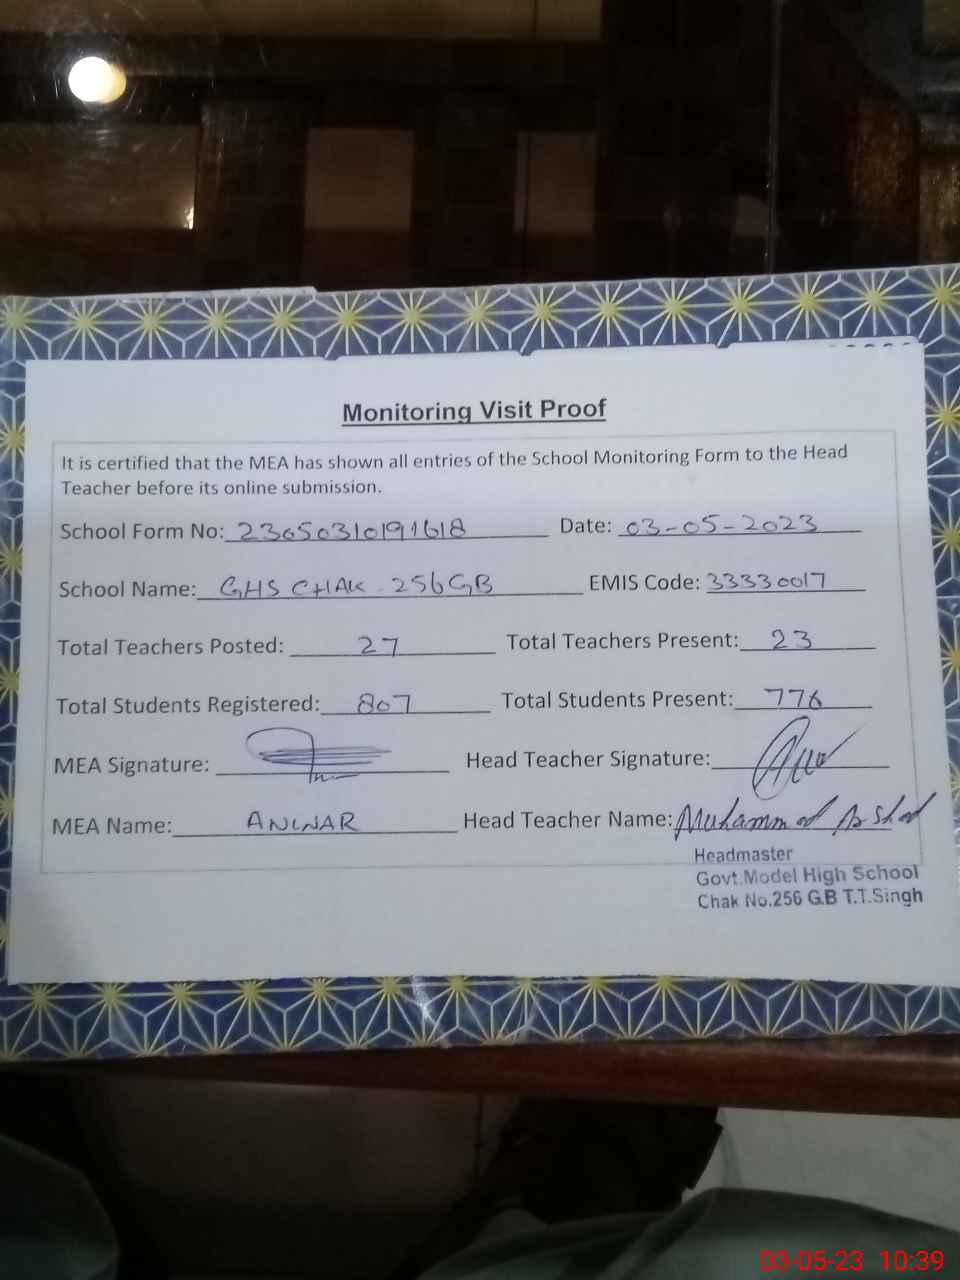 Monitoring Visit Proof
It is certified that the MEA has shown all entries of the School Monitoring Form to the Head
Teacher before its online submission.
School Form No: 23650310191618 Date: 03-05-2023
School Name: GHS CHAK. 256GB EMIS Code: 33330017
Total Teachers Posted: 27 Total Teachers Present: 23
Total Students Registered: 807 Total Students Present: 776
MEA Signature: Head Teacher Signature:
MEA Name: ANWAR Head Teacher Name: Muhammad Arshad
Headmaster
Govt.Model High School
Chak No.256 G.B T.T.Singh
03-05-23 10:39